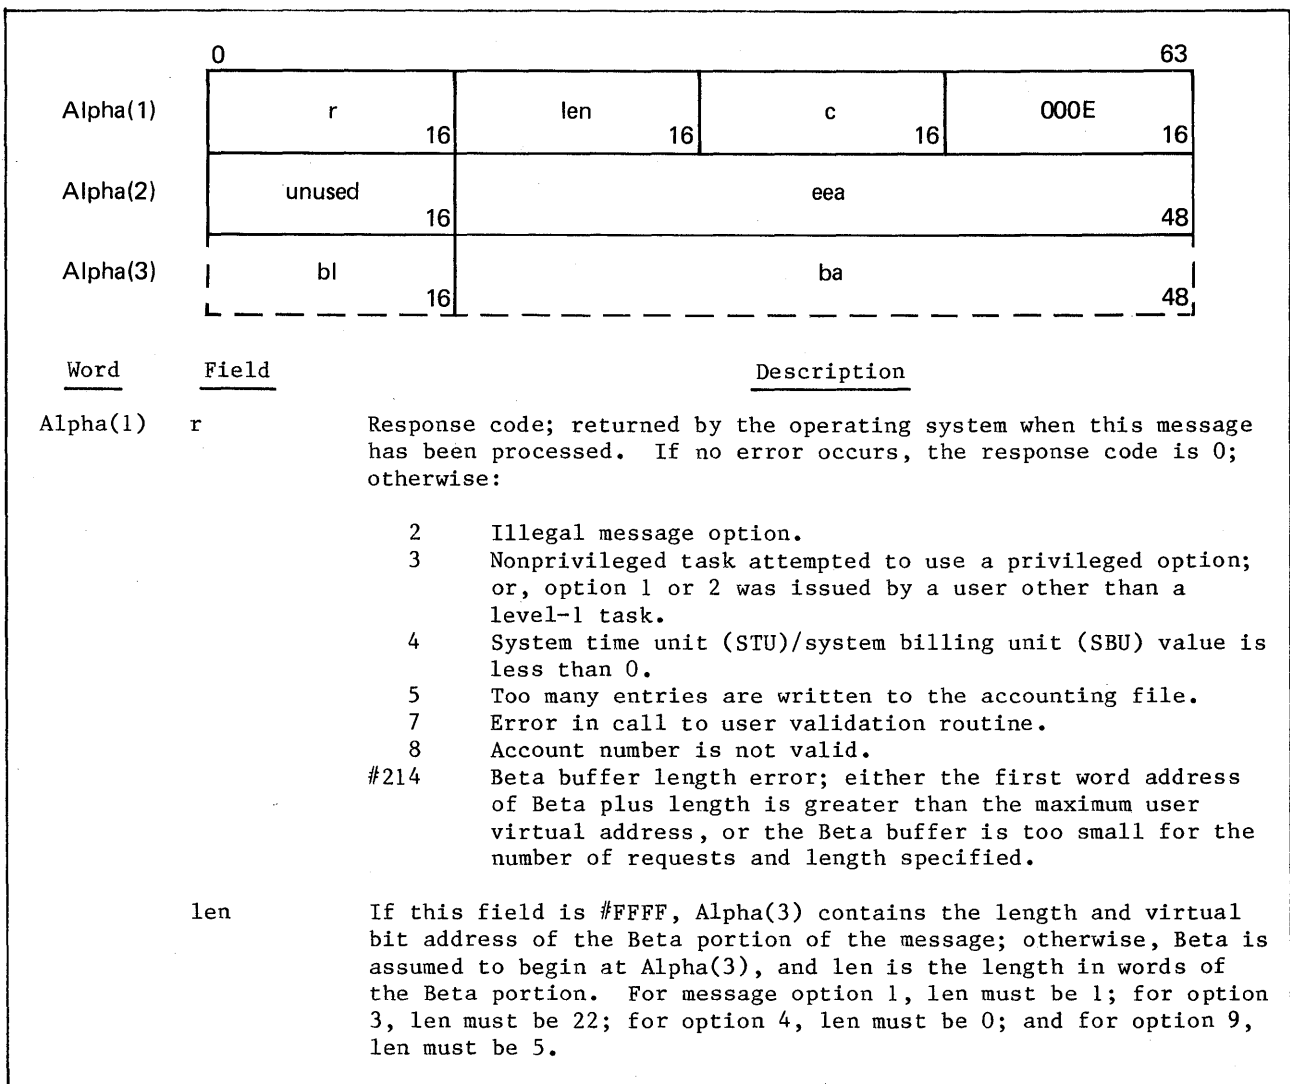 0 63
Alpha(1) r 16 len 16 c 16 000E 16
Alpha(2) unused 16 eea 48
Alpha(3) bl 16 ba 48
Word Field Description
Alpha(1) r Response code; returned by the operating system when this message
has been processed. If no error occurs, the response code is 0;
otherwise:
2 Illegal message option.
3 Nonprivileged task attempted to use a privileged option;
or, option 1 or 2 was issued by a user other than a
level-1 task.
4 System time unit (STU)/system billing unit (SBU) value is
less than 0.
5 Too many entries are written to the accounting file.
7 Error in call to user validation routine.
8 Account number is not valid.
#214 Beta buffer length error; either the first word address
of Beta plus length is greater than the maximum user
virtual address, or the Beta buffer is too small for the
number of requests and length specified.
len If this field is #FFFF, Alpha(3) contains the length and virtual
bit address of the Beta portion of the message; otherwise, Beta is
assumed to begin at Alpha(3), and len is the length in words of
the Beta portion. For message option 1, len must be 1; for option
3, len must be 22; for option 4, len must be 0; and for option 9,
len must be 5.